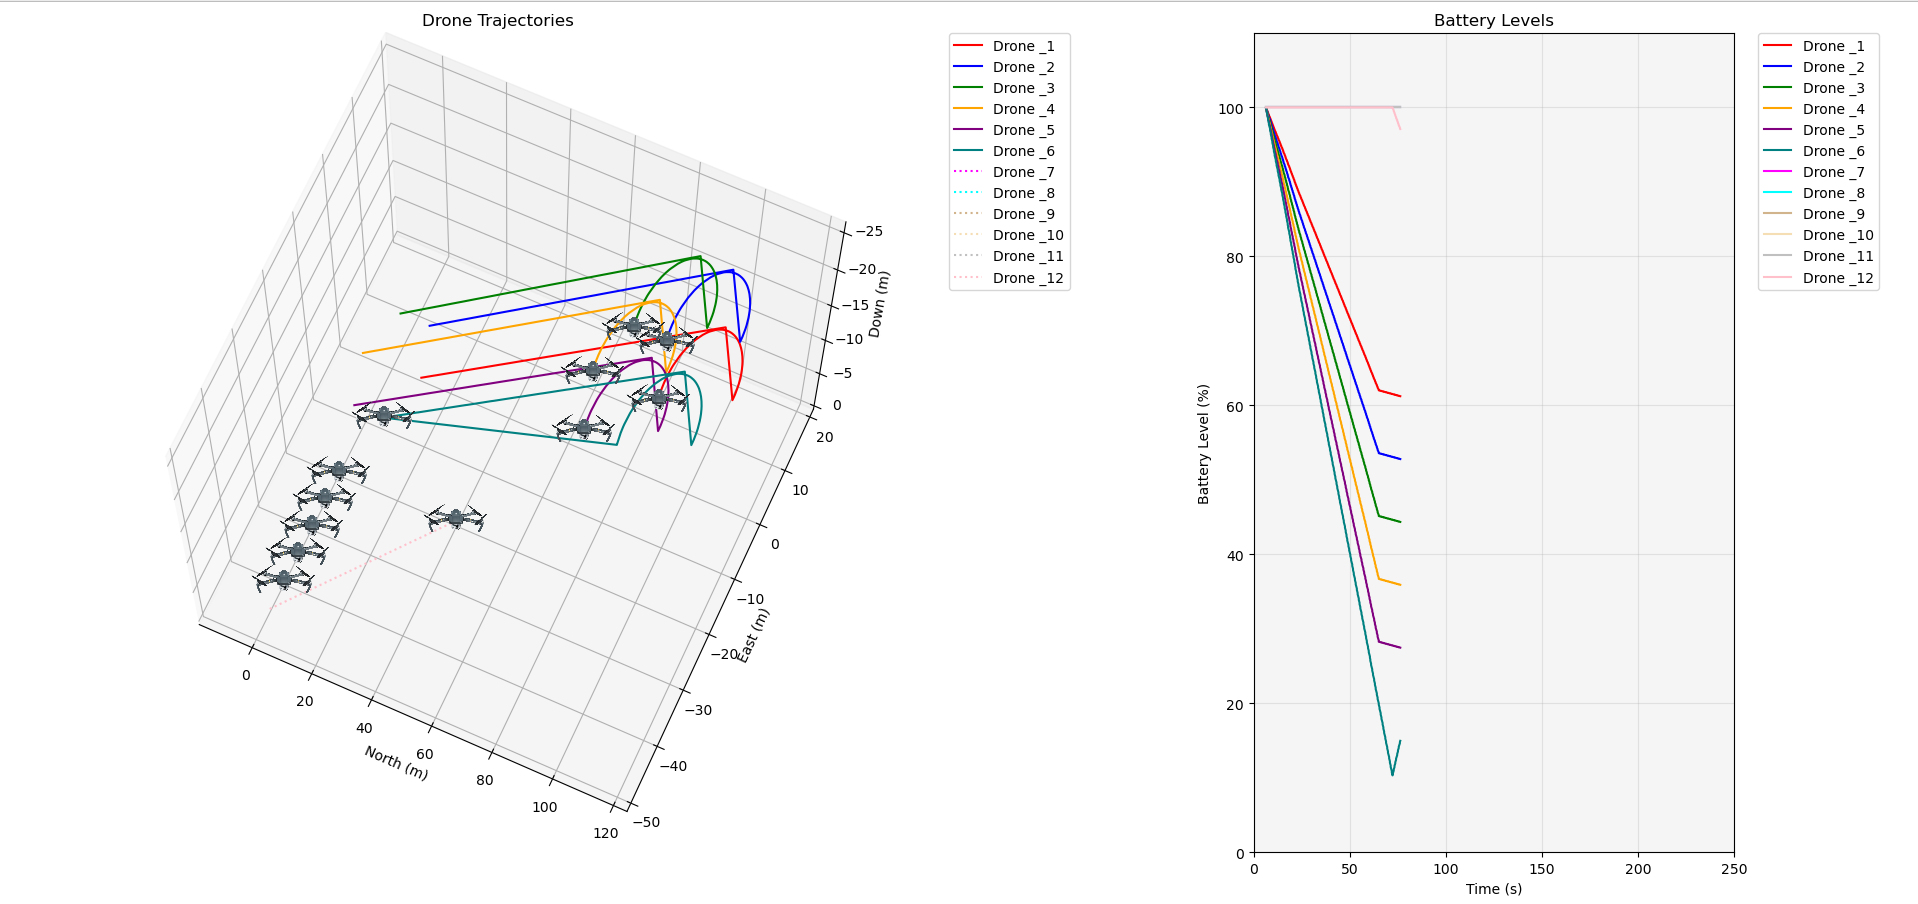 Drone Trajectories
Drone _1
Drone _2
Drone _3
Drone _4
Drone _5
Drone _6
Drone _7
Drone _8
Drone _9
Drone _10
Drone _11
Drone _12
−25
−20
−15
−10
−5
0
Down (m)
20
10
0
−10
−20
−30
−40
−50
East (m)
0
20
40
60
80
100
120
North (m)
Battery Levels
Drone _1
Drone _2
Drone _3
Drone _4
Drone _5
Drone _6
Drone _7
Drone _8
Drone _9
Drone _10
Drone _11
Drone _12
100
80
60
40
20
0
Battery Level (%)
0 50 100 150 200 250
Time (s)